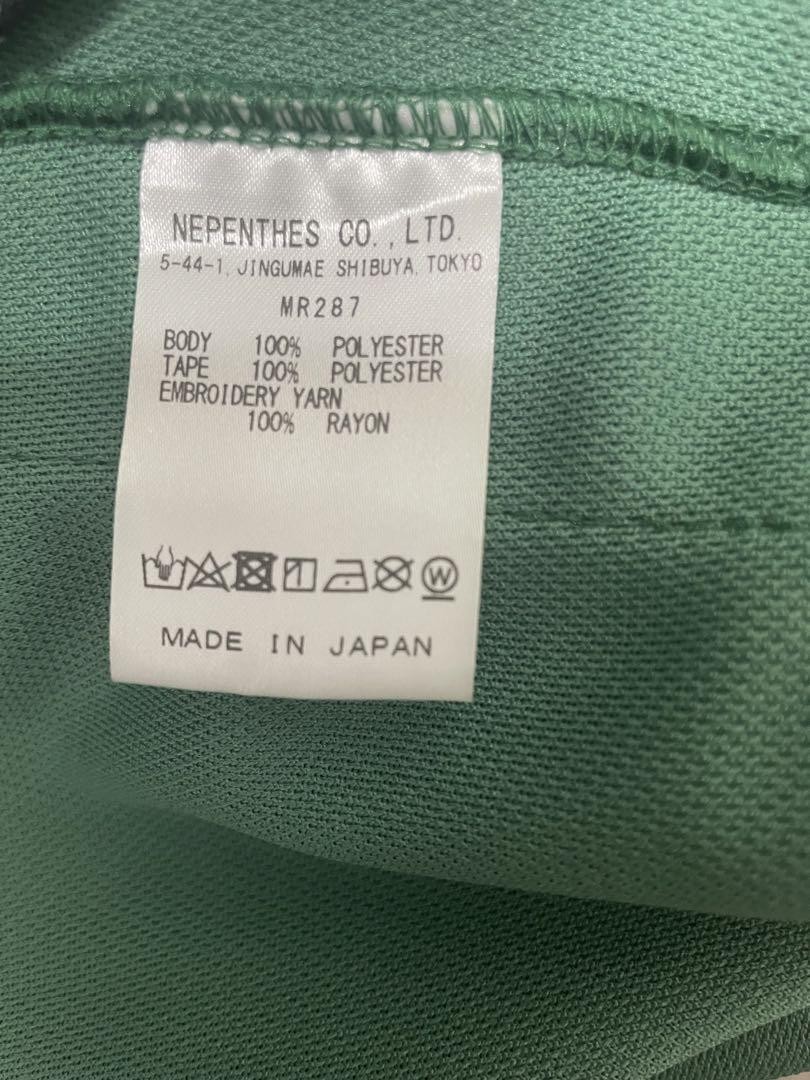 NEPENTHES CO., LTD.
5-44-1, JINGUMAE SHIBUYA, TOKYO
MR287
BODY 100% POLYESTER
TAPE 100% POLYESTER
EMBROIDERY YARN
100% RAYON
W
MADE IN JAPAN